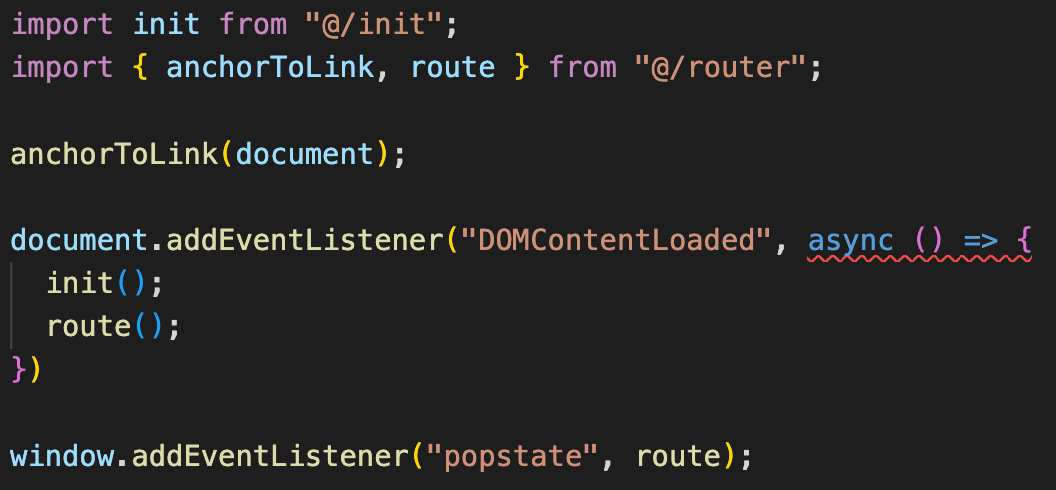 import init from "@/init";
import { anchorToLink, route } from "@/router";
anchorToLink(document);
document.addEventListener("DOMContentLoaded", async () => {
  init();
  route();
})
window.addEventListener("popstate", route);